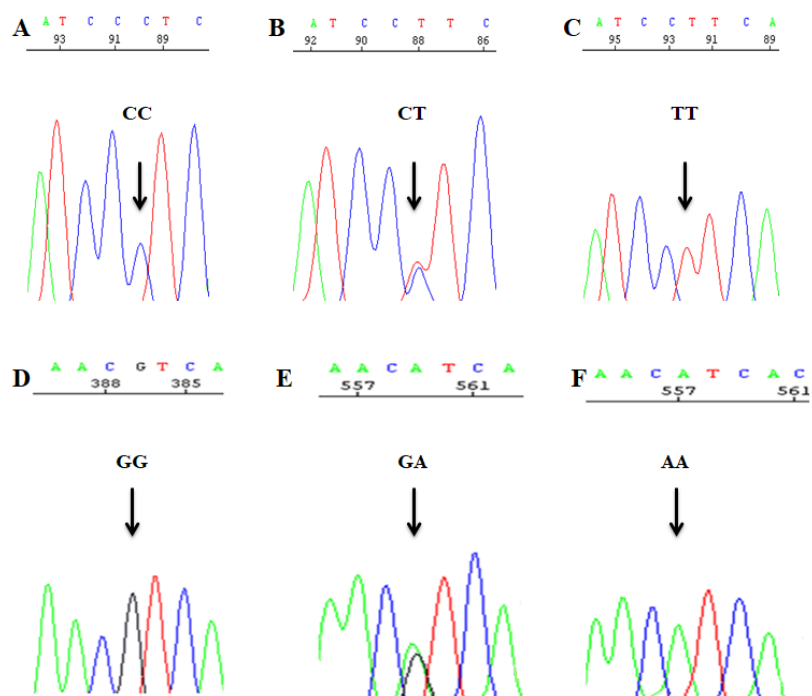 A
A T C C C T C
93 91 89
CC
B
A T C C T T C
92 90 88 86
CT
C
A T C C T T C A
95 93 91 89
TT
D
A A C G T C A
388 385
GG
E
A A C A T C A
557 561
GA
F
A A C A T C A C
557 561
AA